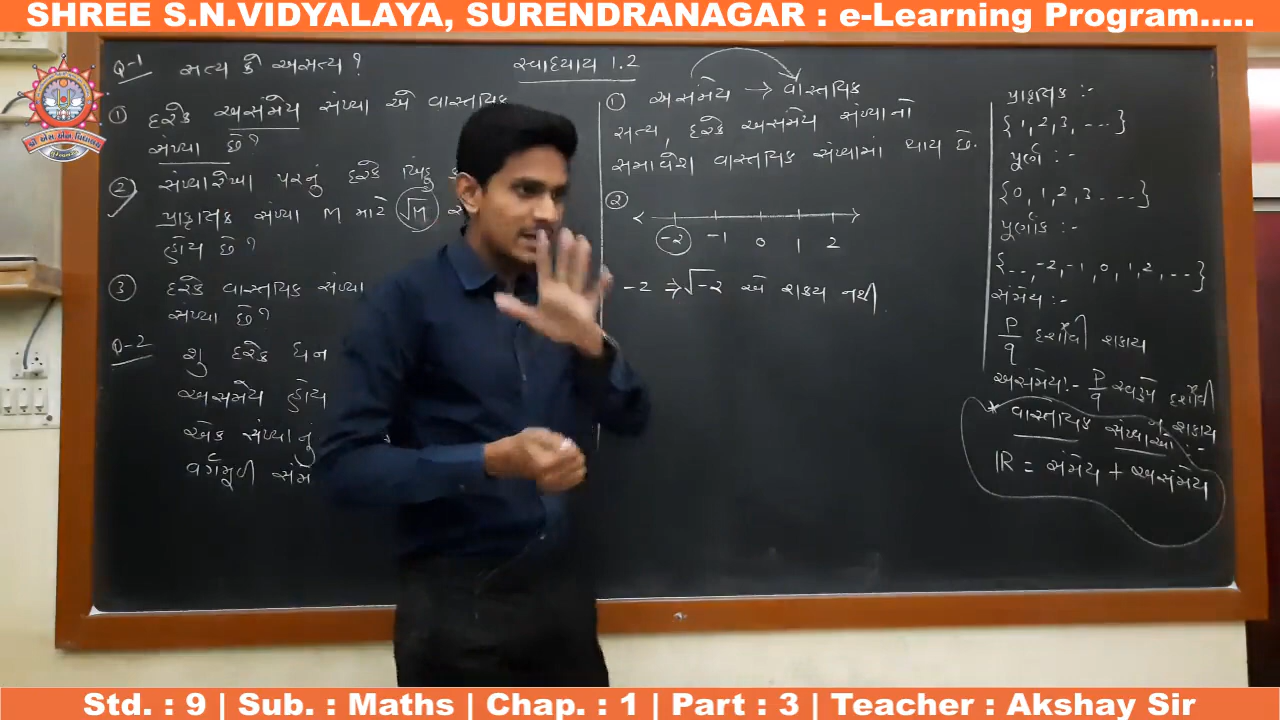 SHREE S.N.VIDYALAYA, SURENDRANAGAR : e-Learning Program.....
સ્વાધ્યાય 1.2
Q-1 સત્ય કે અસત્ય ?
① દરેક અસંમેય સંખ્યા એ વાસ્તવિક
સંખ્યા છે ?
② સંખ્યારેખા પરનું દરેક બિંદુ
પ્રાકૃતિક સંખ્યા M માટે √M
હોય છે ?
③ દરેક વાસ્તવિક સંખ્યા
સંખ્યા છે ?
Q-2 શુ દરેક ધન
અસંમેય હોય
એક સંખ્યાનું
વર્ગમૂળ
① અસંમેય → વાસ્તવિક
સત્ય, દરેક અસંમેય સંખ્યાનો
સમાવેશ વાસ્તવિક સંખ્યામાં થાય છે.
②
-2 -1 0 1 2
-2 → √-2 એ શક્ય નથી
પ્રાકૃતિક :-
{1, 2, 3, ....}
પૂર્ણ :-
{0, 1, 2, 3....}
પૂર્ણાંક :-
{..., -2, -1, 0, 1, 2, ...}
સંમેય :-
p/q દર્શાવી શકાય
અસંમેય :- p/q સ્વરૂપે દર્શાવી
ન શકાય
* વાસ્તવિક સંખ્યાઓ :-
IR = સંમેય + અસંમેય
Std. : 9 | Sub. : Maths | Chap. : 1 | Part : 3 | Teacher : Akshay Sir